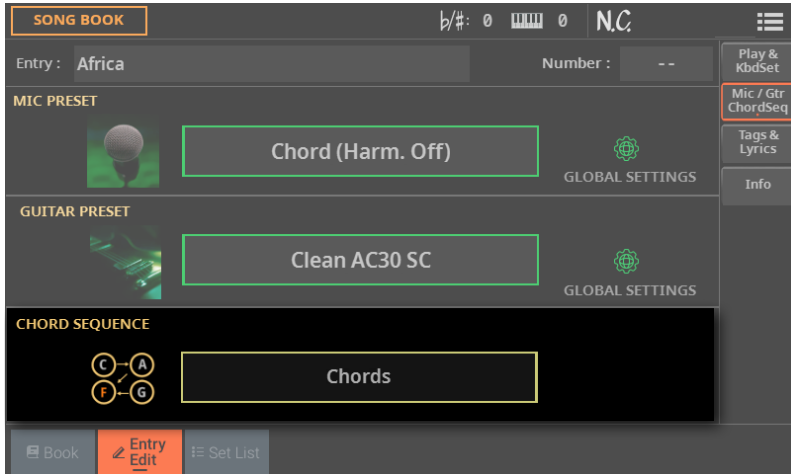 SONG BOOK
♭/#: 0 0 N.C.
Entry : Africa Number : --
Play & KbdSet
MIC PRESET
Mic / Gtr ChordSeq
Chord (Harm. Off)
GLOBAL SETTINGS
Tags & Lyrics
Info
GUITAR PRESET
Clean AC30 SC
GLOBAL SETTINGS
CHORD SEQUENCE
C A
F G
Chords
Book
Entry Edit
Set List